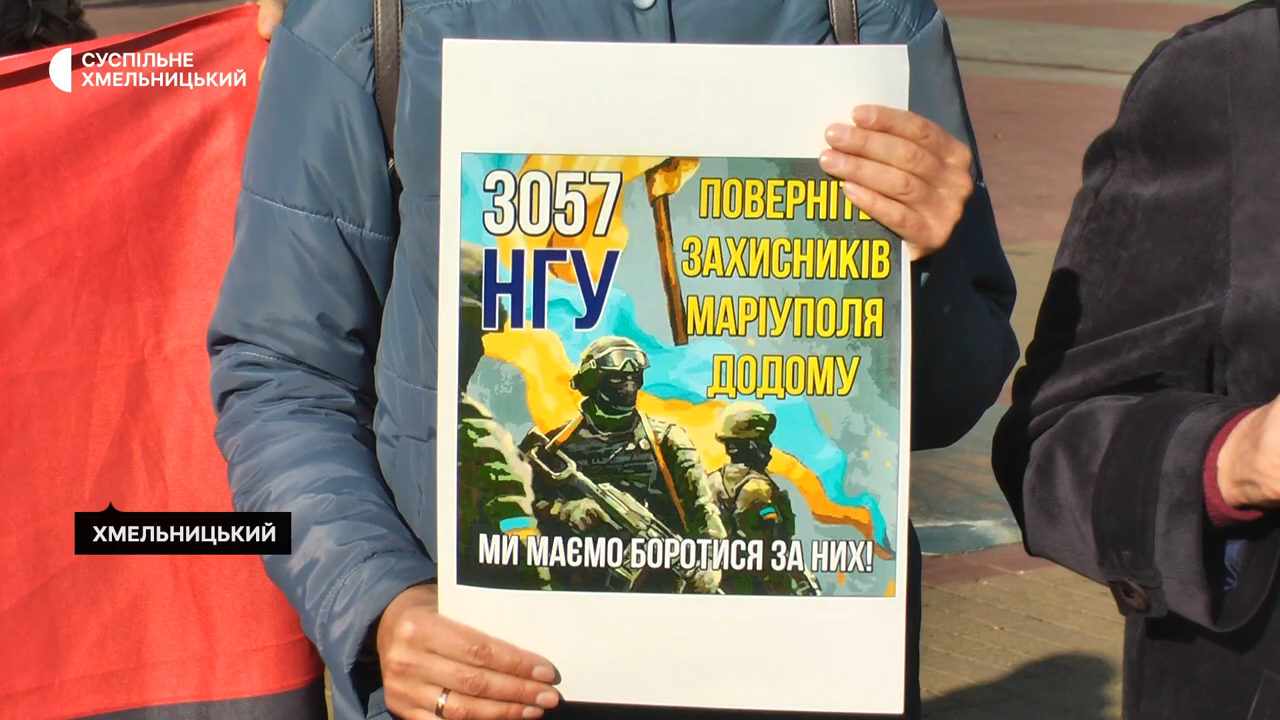 СУСПІЛЬНЕ
ХМЕЛЬНИЦЬКИЙ
3057
НГУ
ПОВЕРНІТЬ
ЗАХИСНИКІВ
МАРІУПОЛЯ
ДОДОМУ
МИ МАЄМО БОРОТИСЯ ЗА НИХ!
ХМЕЛЬНИЦЬКИЙ